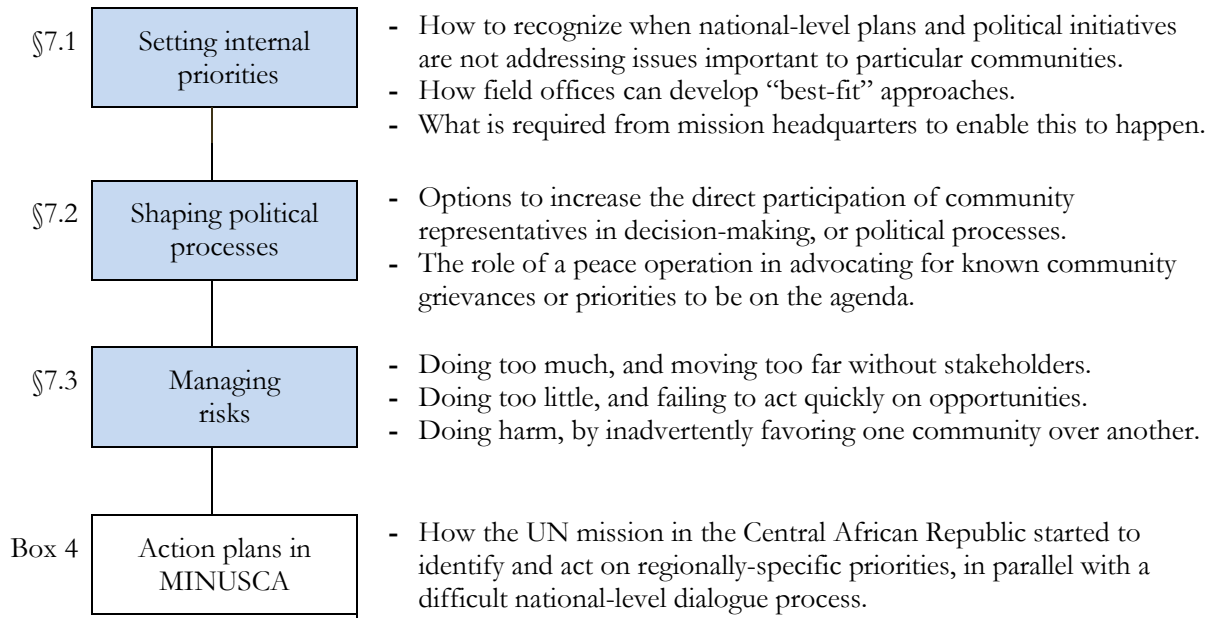 §7.1
Setting internal
priorities
- How to recognize when national-level plans and political initiatives
are not addressing issues important to particular communities.
- How field offices can develop “best-fit” approaches.
- What is required from mission headquarters to enable this to happen.
§7.2
Shaping political
processes
- Options to increase the direct participation of community
representatives in decision-making, or political processes.
- The role of a peace operation in advocating for known community
grievances or priorities to be on the agenda.
§7.3
Managing
risks
- Doing too much, and moving too far without stakeholders.
- Doing too little, and failing to act quickly on opportunities.
- Doing harm, by inadvertently favoring one community over another.
Box 4
Action plans in
MINUSCA
- How the UN mission in the Central African Republic started to
identify and act on regionally-specific priorities, in parallel with a
difficult national-level dialogue process.